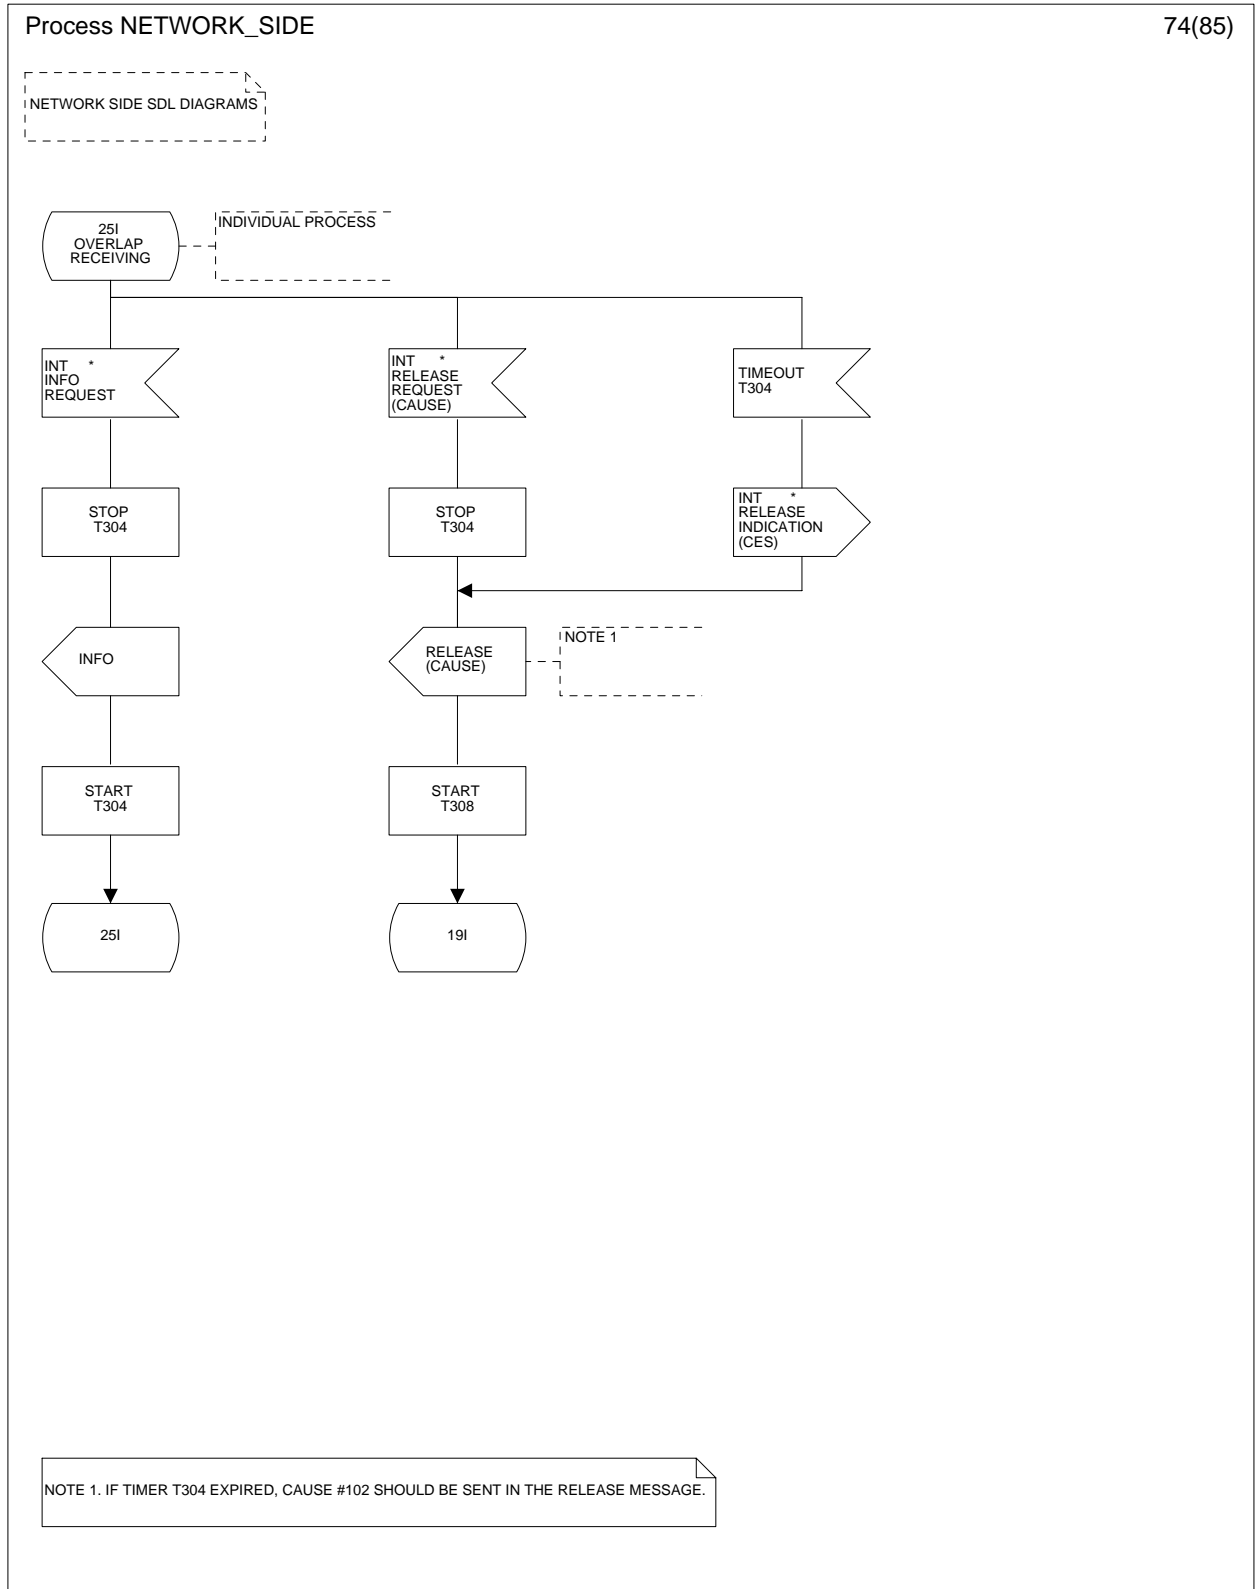 Process NETWORK_SIDE
74(85)
NETWORK SIDE SDL DIAGRAMS
25I
OVERLAP
RECEIVING
INDIVIDUAL PROCESS
INT *
INFO
REQUEST
INT *
RELEASE
REQUEST
(CAUSE)
TIMEOUT
T304
STOP
T304
STOP
T304
INT *
RELEASE
INDICATION
(CES)
INFO
RELEASE
(CAUSE)
NOTE 1
START
T304
START
T308
25I
19I
NOTE 1. IF TIMER T304 EXPIRED, CAUSE #102 SHOULD BE SENT IN THE RELEASE MESSAGE.